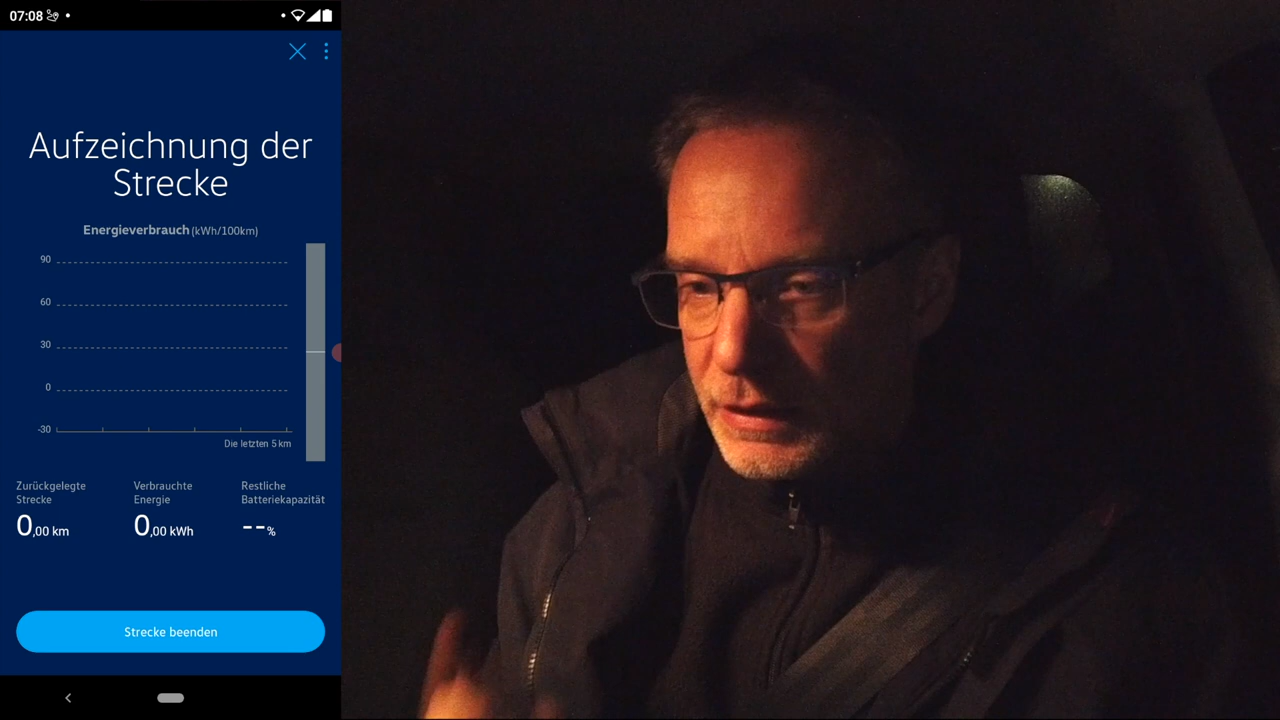 07:08
Aufzeichnung der
Strecke
Energieverbrauch (kWh/100km)
90
60
30
0
-30
Die letzten 5 km
Zurückgelegte
Strecke
Verbrauchte
Energie
Restliche
Batteriekapazität
0,00 km
0,00 kWh
--%
Strecke beenden